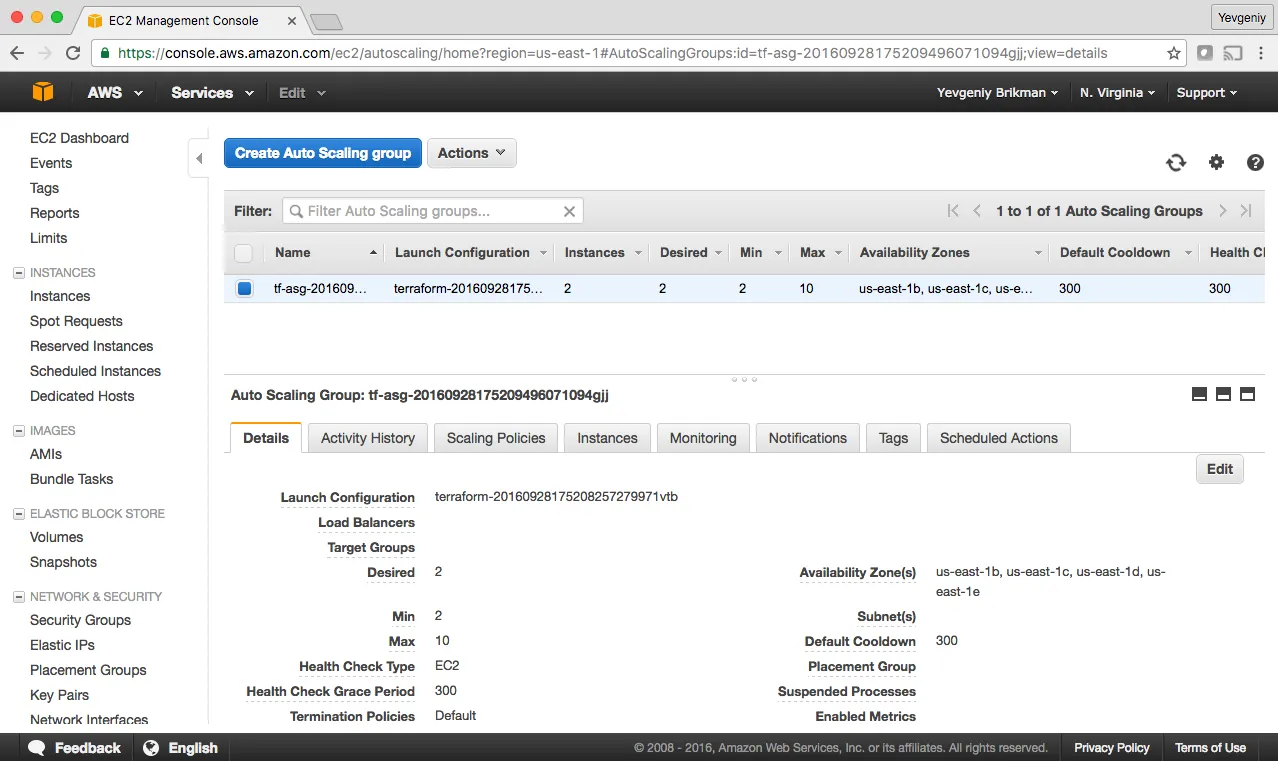 EC2 Management Console
Yevgeniy
https://console.aws.amazon.com/ec2/autoscaling/home?region=us-east-1#AutoScalingGroups:id=tf-asg-20160928175209496071094gjj;view=details
AWS Services Edit Yevgeniy Brikman N. Virginia Support
EC2 Dashboard
Events
Tags
Reports
Limits
INSTANCES
Instances
Spot Requests
Reserved Instances
Scheduled Instances
Dedicated Hosts
IMAGES
AMIs
Bundle Tasks
ELASTIC BLOCK STORE
Volumes
Snapshots
NETWORK & SECURITY
Security Groups
Elastic IPs
Placement Groups
Key Pairs
Network Interfaces
Create Auto Scaling group Actions
Filter: Filter Auto Scaling groups... 1 to 1 of 1 Auto Scaling Groups
Name Launch Configuration Instances Desired Min Max Availability Zones Default Cooldown Health Cl
tf-asg-201609... terraform-20160928175... 2 2 2 10 us-east-1b, us-east-1c, us-e... 300 300
Auto Scaling Group: tf-asg-20160928175209496071094gjj
Details Activity History Scaling Policies Instances Monitoring Notifications Tags Scheduled Actions
Edit
Launch Configuration terraform-20160928175208257279971vtb
Load Balancers
Target Groups
Desired 2 Availability Zone(s) us-east-1b, us-east-1c, us-east-1d, us-
east-1e
Min 2 Subnet(s)
Max 10 Default Cooldown 300
Health Check Type EC2 Placement Group
Health Check Grace Period 300 Suspended Processes
Termination Policies Default Enabled Metrics
Feedback English © 2008 - 2016, Amazon Web Services, Inc. or its affiliates. All rights reserved. Privacy Policy Terms of Use